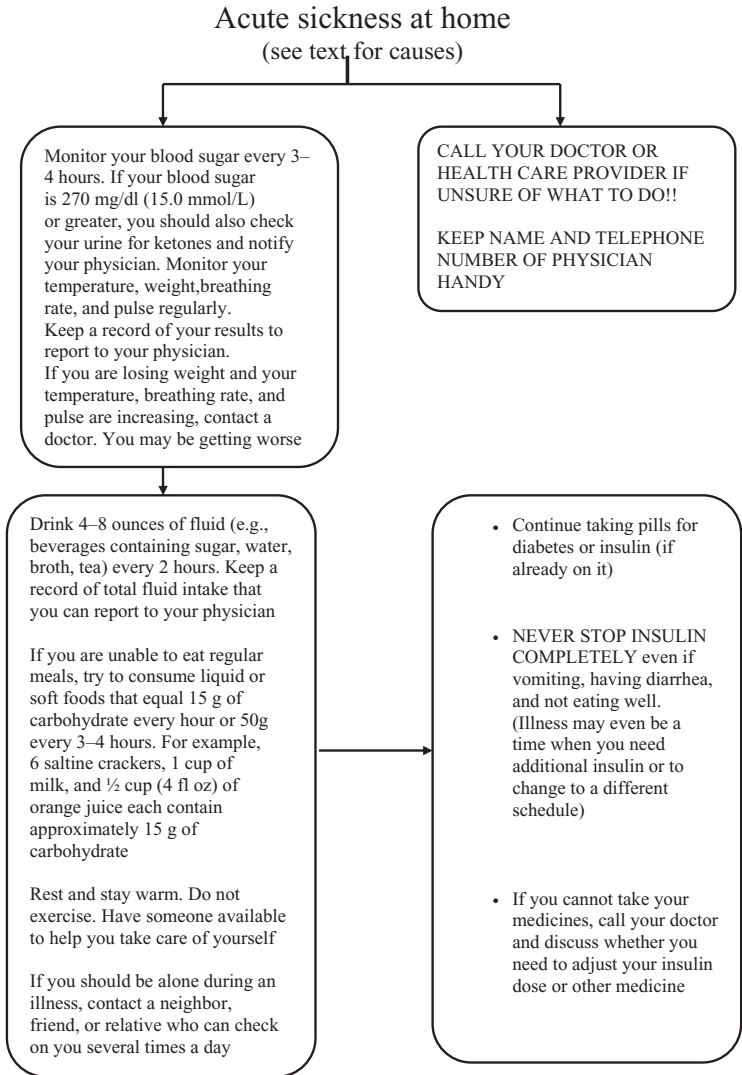 Acute sickness at home
(see text for causes)
Monitor your blood sugar every 3–
4 hours. If your blood sugar
is 270 mg/dl (15.0 mmol/L)
or greater, you should also check
your urine for ketones and notify
your physician. Monitor your
temperature, weight,breathing
rate, and pulse regularly.
Keep a record of your results to
report to your physician.
If you are losing weight and your
temperature, breathing rate, and
pulse are increasing, contact a
doctor. You may be getting worse
CALL YOUR DOCTOR OR
HEALTH CARE PROVIDER IF
UNSURE OF WHAT TO DO!!
KEEP NAME AND TELEPHONE
NUMBER OF PHYSICIAN
HANDY
Drink 4–8 ounces of fluid (e.g.,
beverages containing sugar, water,
broth, tea) every 2 hours. Keep a
record of total fluid intake that
you can report to your physician
If you are unable to eat regular
meals, try to consume liquid or
soft foods that equal 15 g of
carbohydrate every hour or 50g
every 3–4 hours. For example,
6 saltine crackers, 1 cup of
milk, and ½ cup (4 fl oz) of
orange juice each contain
approximately 15 g of
carbohydrate
Rest and stay warm. Do not
exercise. Have someone available
to help you take care of yourself
If you should be alone during an
illness, contact a neighbor,
friend, or relative who can check
on you several times a day
• Continue taking pills for
diabetes or insulin (if
already on it)
• NEVER STOP INSULIN
COMPLETELY even if
vomiting, having diarrhea,
and not eating well.
(Illness may even be a
time when you need
additional insulin or to
change to a different
schedule)
• If you cannot take your
medicines, call your doctor
and discuss whether you
need to adjust your insulin
dose or other medicine